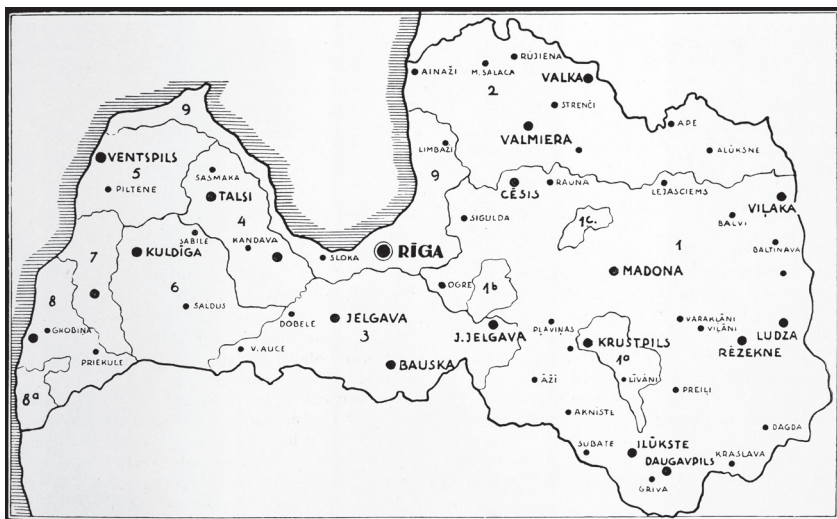 RŪJIENA
AINAŽI
M. SALACA
VALKA
2
9
STRENČI
VALMIERA
APE
VENTSPILS
5
LIMBAŽI
ALŪKSNE
SASMAKA
9
PILTENE
TALSI
CĒSIS
RAUNA
LEJASCIEMS
VIĻAKA
4
SIGULDA
1c.
BALVI
SABILE
KANDAVA
KULDĪGA
SLOKA
RĪGA
1
BALTINAVA
7
MADONA
6
OGRE
1b
8
SALDUS
DOBELE
JELGAVA
3
J.JELGAVA
PĻAVIŅAS
VARAKĻĀNI
VIĻĀNI
LUDZA
GROBIŅA
KRUSTPILS
RĒZEKNE
V. AUCE
PRIEKULE
1a
BAUSKA
ĀŽI
LĪVĀNI
PREIĻI
8a
AKNĪSTE
DAGDA
SUBATE
ILŪKSTE
KRASLAVA
DAUGAVPILS
GRĪVA